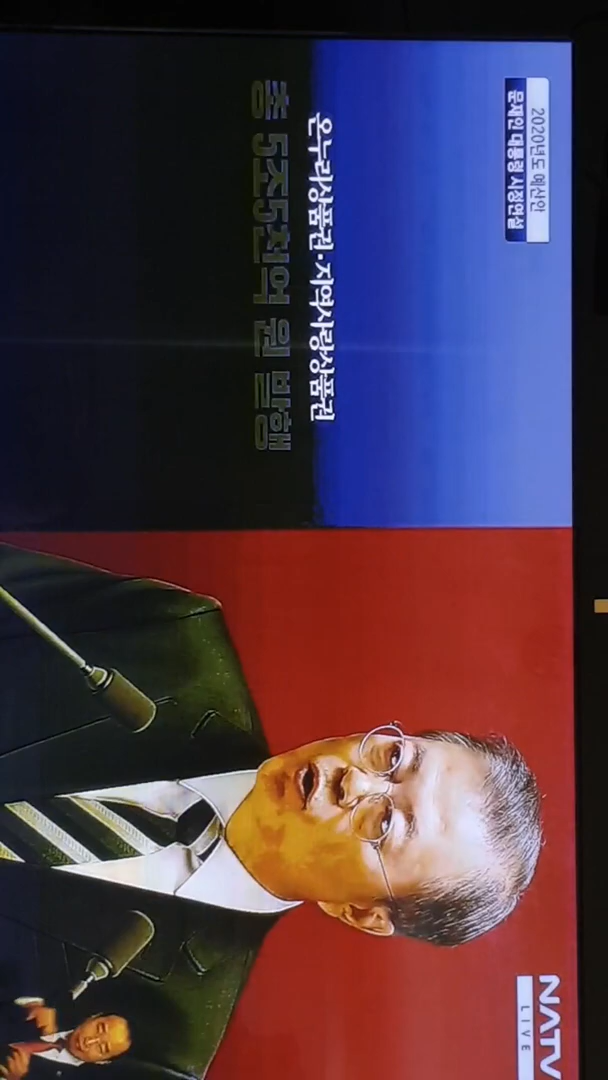 2020년도 예산안
문재인 대통령 시정연설
온누리상품권·지역사랑상품권
총 5조5천억 원 발행
NATV
LIVE